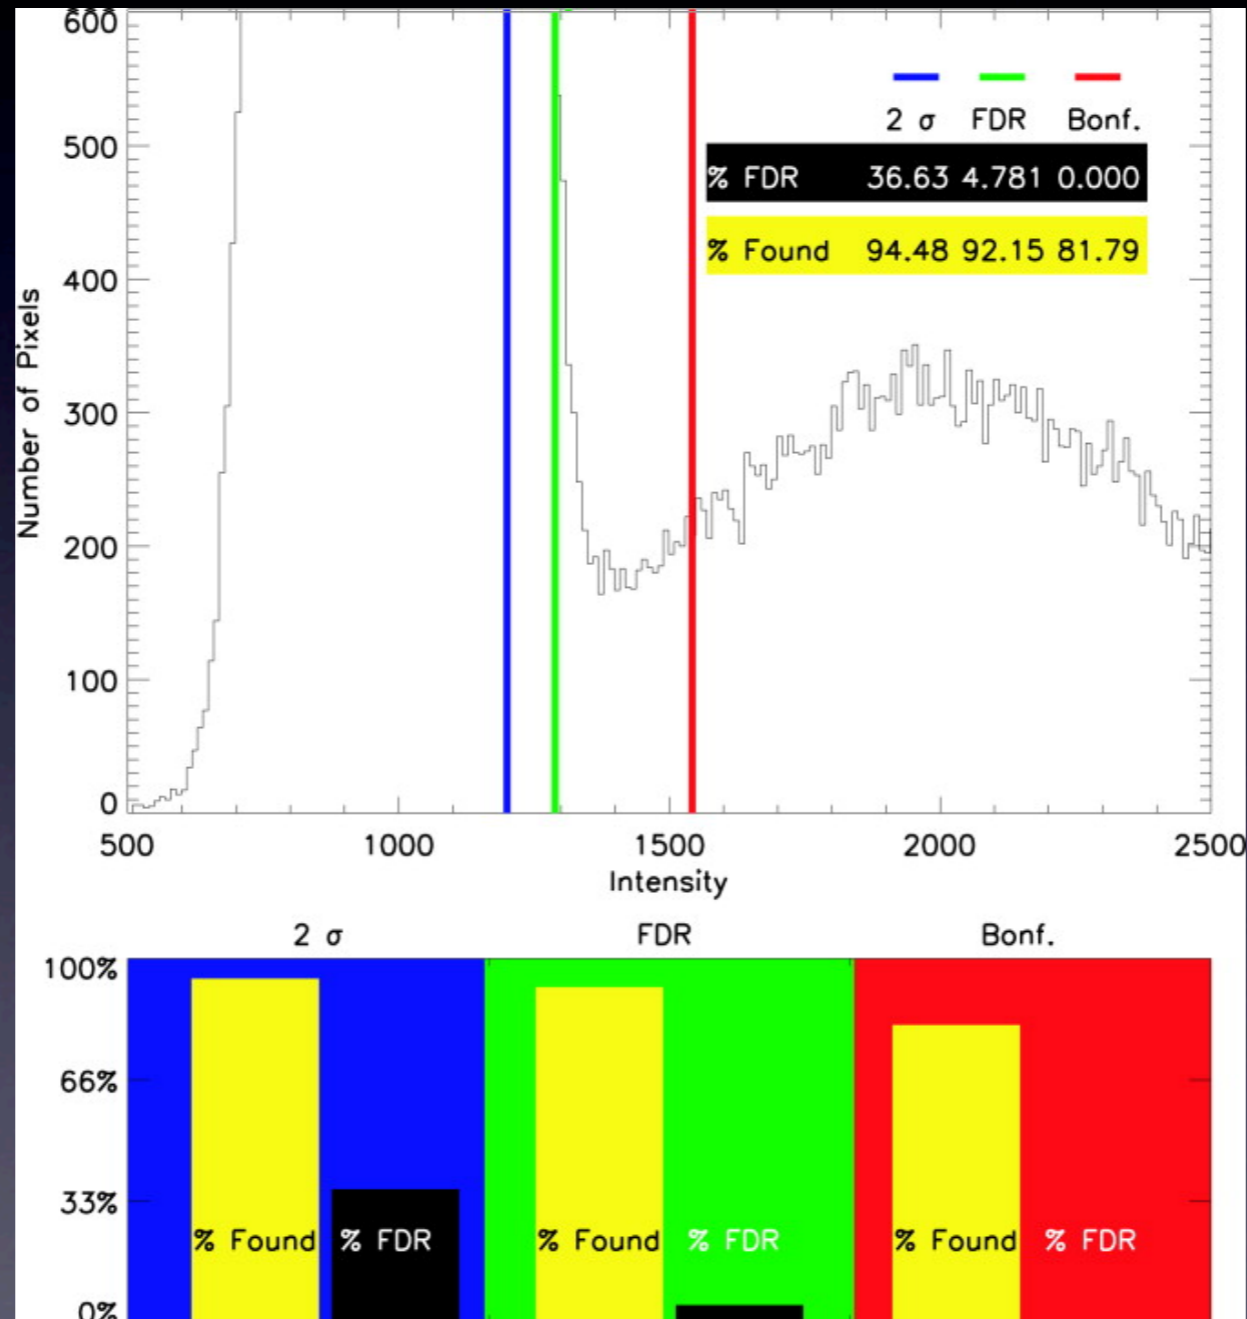 600
2 σ FDR Bonf.
500
% FDR 36.63 4.781 0.000
% Found 94.48 92.15 81.79
400
Number of Pixels
300
200
100
0
500 1000 1500 2000 2500
Intensity
2 σ FDR Bonf.
100%
66%
33%
% Found % FDR % Found % FDR % Found % FDR
0%